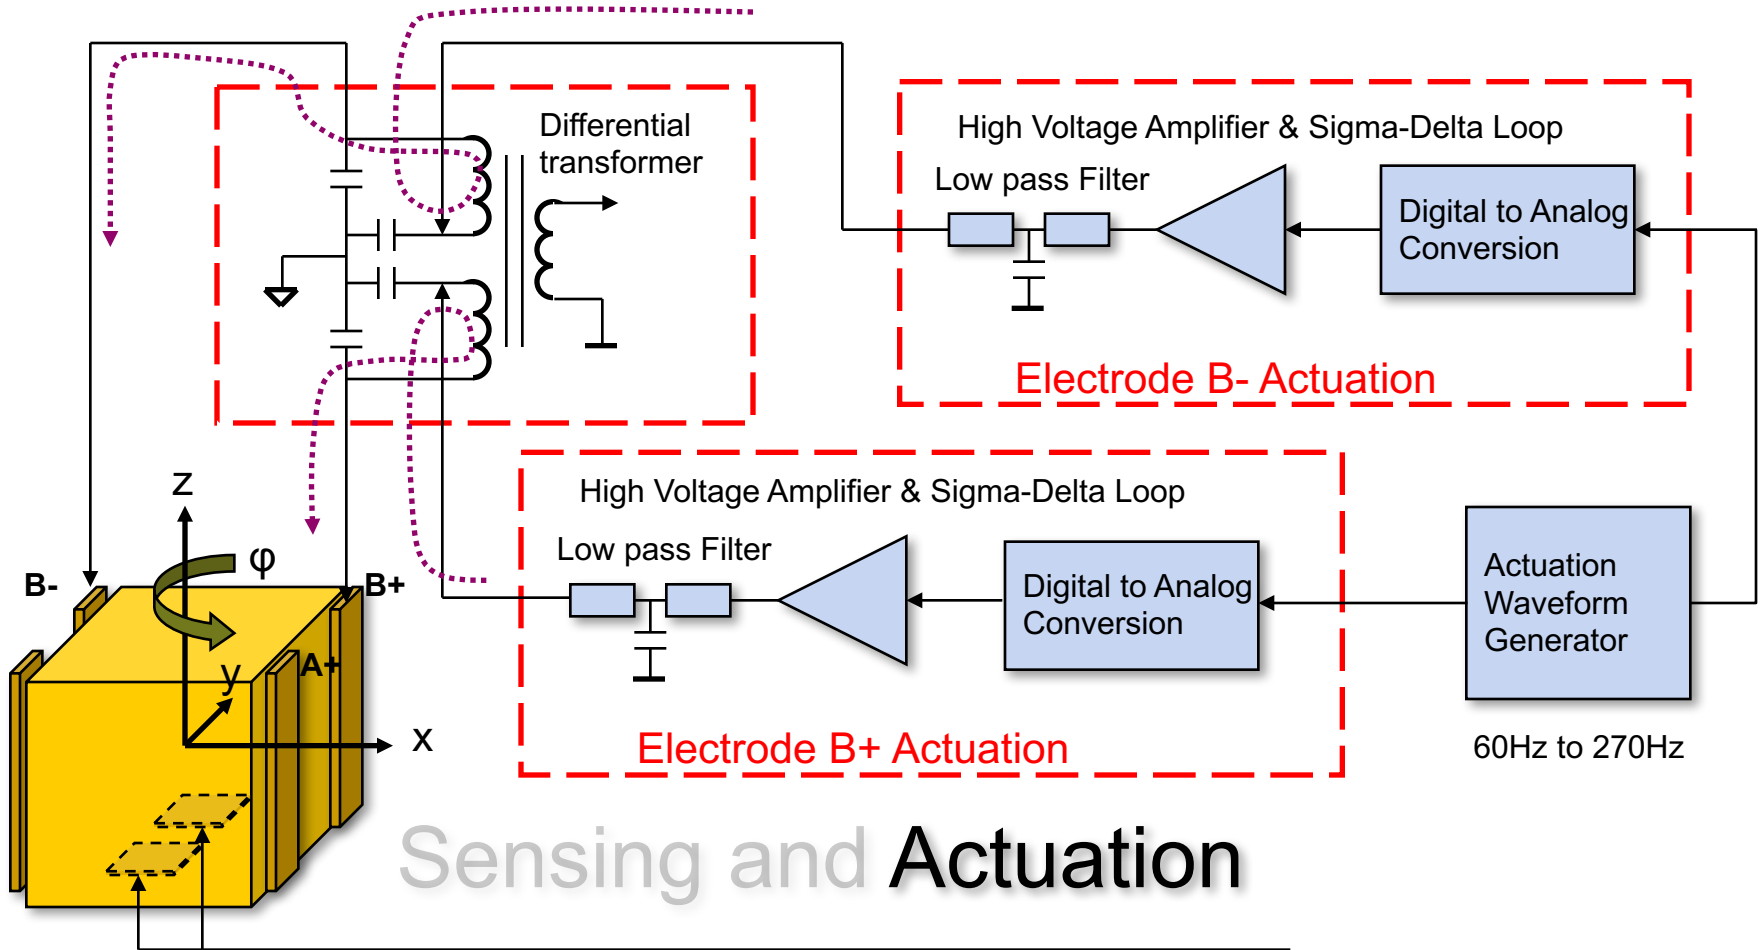 Differential
transformer
High Voltage Amplifier & Sigma-Delta Loop
Low pass Filter
Digital to Analog
Conversion
Electrode B- Actuation
High Voltage Amplifier & Sigma-Delta Loop
Low pass Filter
Digital to Analog
Conversion
Electrode B+ Actuation
Actuation
Waveform
Generator
60Hz to 270Hz
z
φ
B-
B+
A+
y
x
Sensing and Actuation